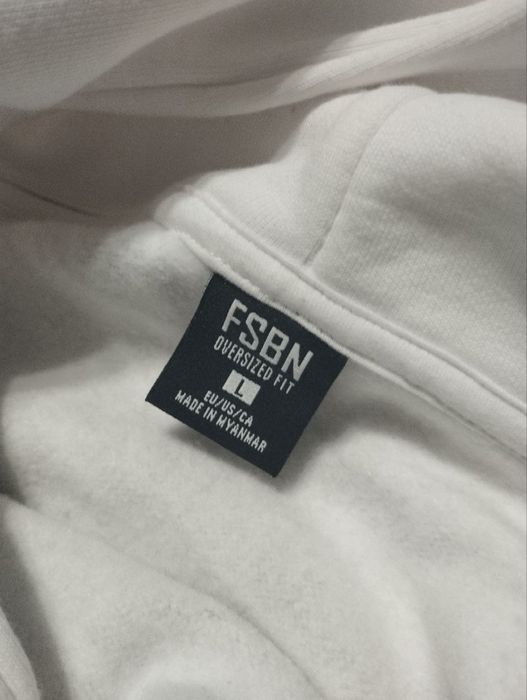 FSBN
OVERSIZED FIT
L
EU/US/CA
MADE IN MYANMAR